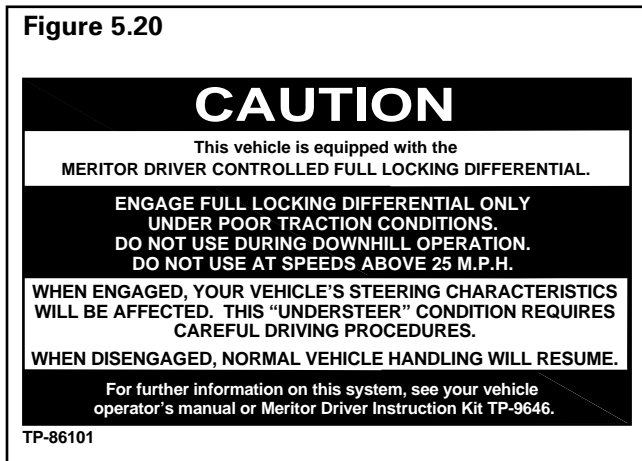 Figure 5.20
CAUTION
This vehicle is equipped with the
MERITOR DRIVER CONTROLLED FULL LOCKING DIFFERENTIAL.
ENGAGE FULL LOCKING DIFFERENTIAL ONLY
UNDER POOR TRACTION CONDITIONS.
DO NOT USE DURING DOWNHILL OPERATION.
DO NOT USE AT SPEEDS ABOVE 25 M.P.H.
WHEN ENGAGED, YOUR VEHICLE’S STEERING CHARACTERISTICS
WILL BE AFFECTED. THIS “UNDERSTEER” CONDITION REQUIRES
CAREFUL DRIVING PROCEDURES.
WHEN DISENGAGED, NORMAL VEHICLE HANDLING WILL RESUME.
For further information on this system, see your vehicle
operator’s manual or Meritor Driver Instruction Kit TP-9646.
TP-86101